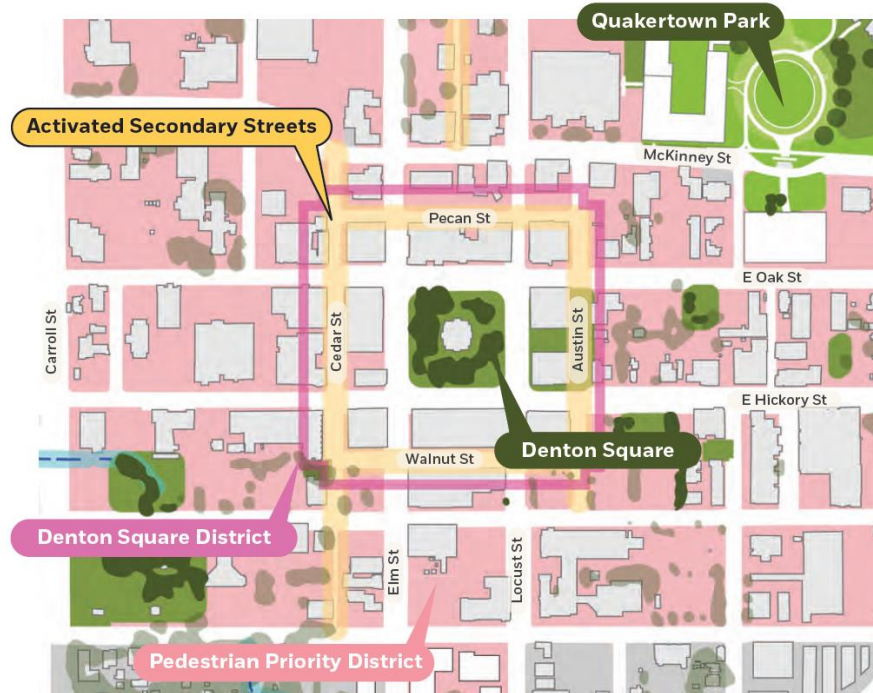 Quakertown Park
Activated Secondary Streets
McKinney St
Pecan St
E Oak St
Carroll St
Cedar St
Austin St
E Hickory St
Denton Square
Walnut St
Denton Square District
Elm St
Locust St
Pedestrian Priority District